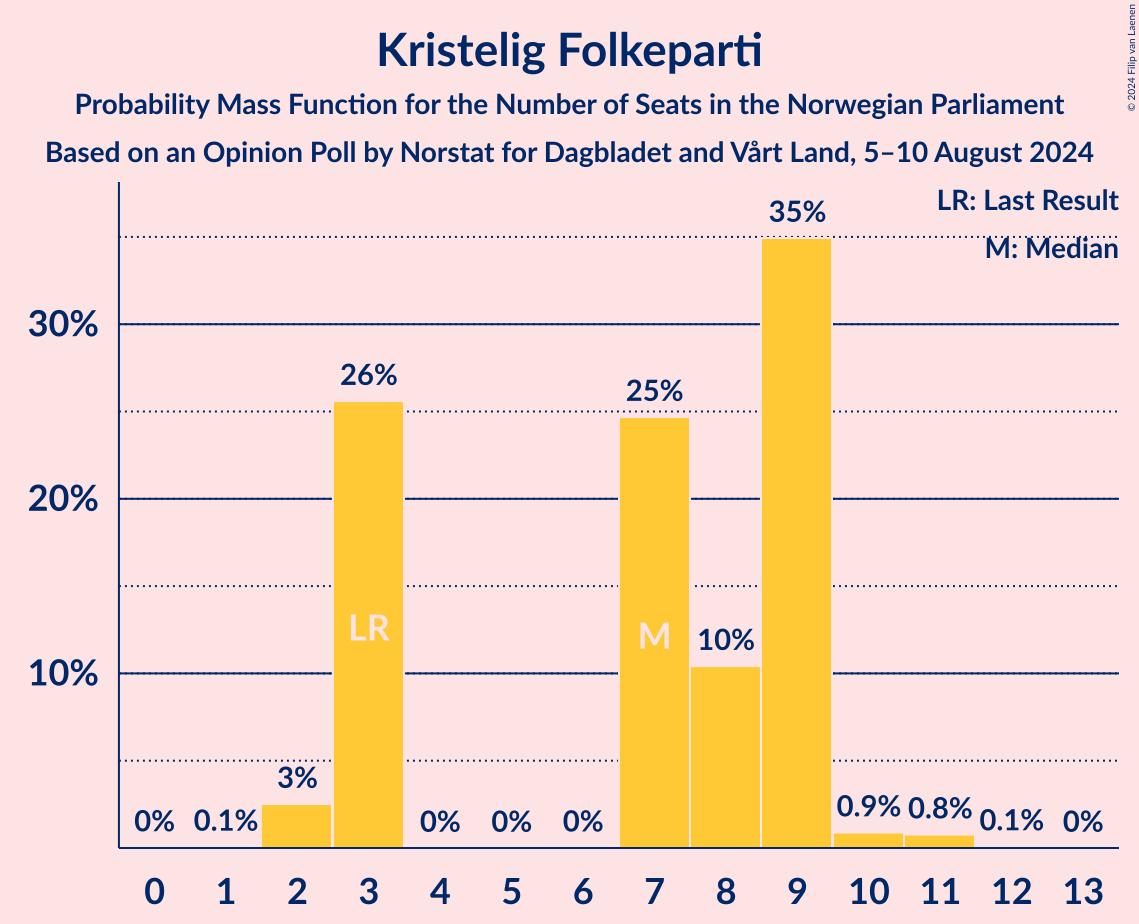 Kristelig Folkeparti
Probability Mass Function for the Number of Seats in the Norwegian Parliament
Based on an Opinion Poll by Norstat for Dagbladet and Vårt Land, 5–10 August 2024
© 2024 Filip van Laenen
LR: Last Result
M: Median
35%
30%
26%
25%
20%
LR
M
10%
10%
3%
0%
0.1%
0%
0%
0%
0.9%
0.8%
0.1%
0%
0 1 2 3 4 5 6 7 8 9 10 11 12 13